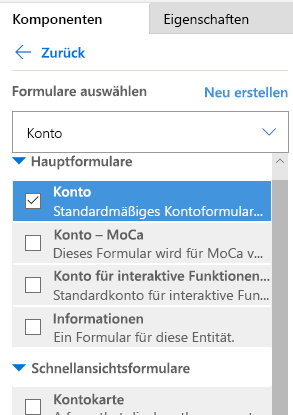 Komponenten
Eigenschaften
Zurück
Formulare auswählen
Neu erstellen
Konto
Hauptformulare
Konto
Standardmäßiges Kontoformular...
Konto – MoCa
Dieses Formular wird für MoCa v...
Konto für interaktive Funktionen...
Standardkonto für interaktive Fun...
Informationen
Ein Formular für diese Entität.
Schnellansichtsformulare
Kontokarte